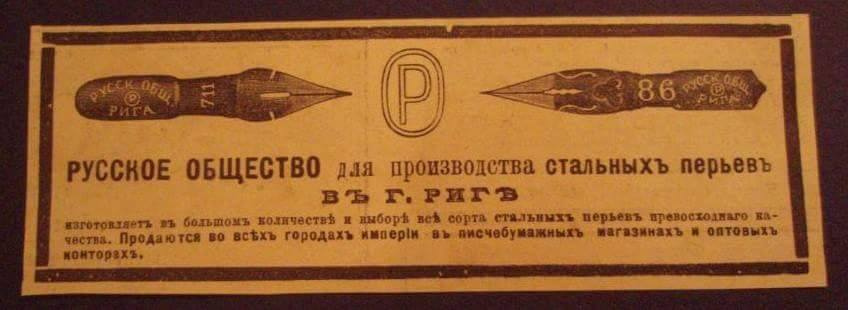 РУССК. ОБЩ.
Р
РИГА
711
Р
86
РУССК. ОБЩ.
Р
РИГА
РУССКОЕ ОБЩЕСТВО для производства стальныхъ перьевъ
ВЪ Г. РИГѢ
изготовляетъ въ большомъ количествѣ и выборѣ всѣ сорта стальныхъ перьевъ превосходнаго ка-
чества. Продаются во всѣхъ городахъ имперіи въ писчебумажныхъ магазинахъ и оптовыхъ
конторахъ.